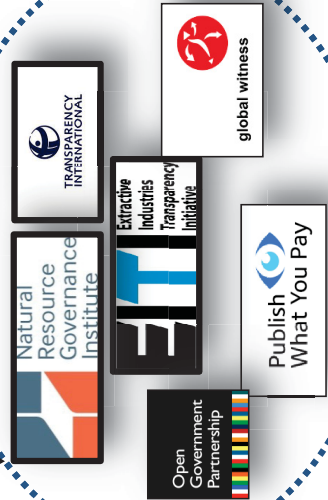 TRANSPARENCY
INTERNATIONAL
global witness
Natural
Resource
Governance
Institute
EITI
Extractive
Industries
Transparency
Initiative
Publish
What You Pay
Open
Government
Partnership